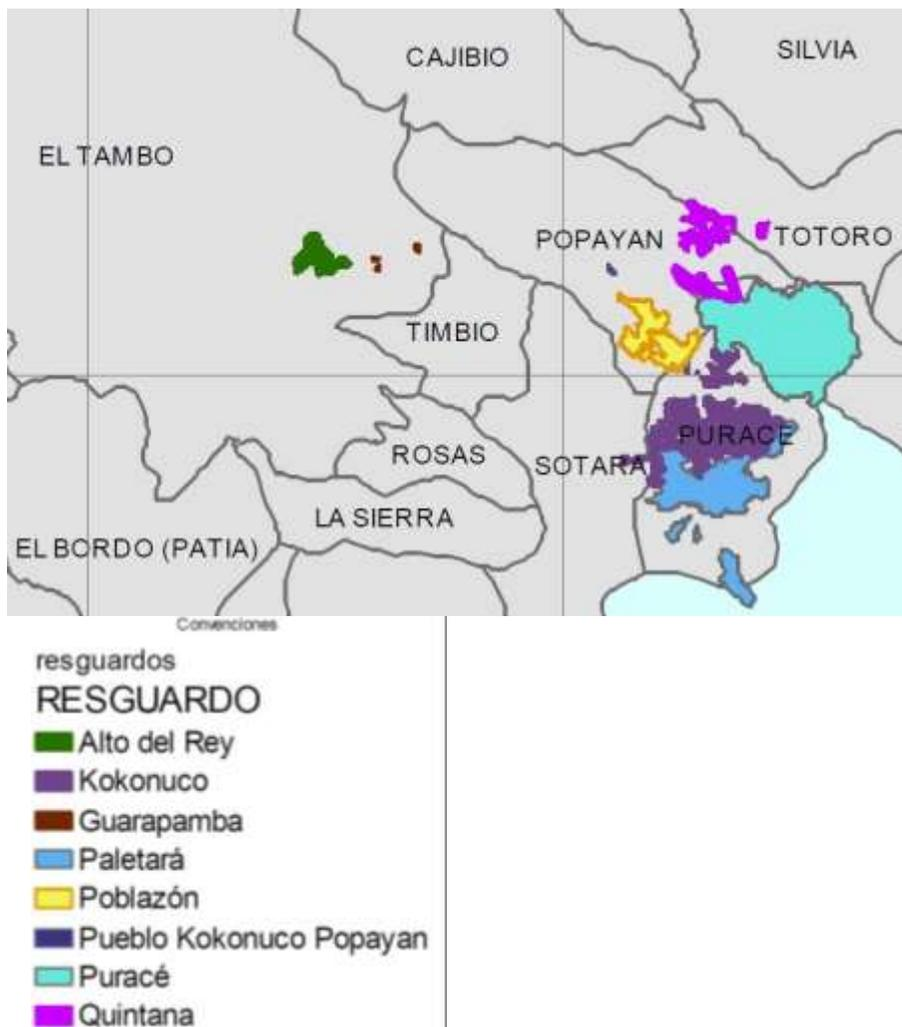 CAJIBIO
SILVIA
EL TAMBO
POPAYAN
TOTORO
TIMBIO
PURACE
ROSAS
SOTARA
LA SIERRA
EL BORDO (PATIA)
Convenciones
resguardos
RESGUARDO
Alto del Rey
Kokonuco
Guarapamba
Paletará
Poblazón
Pueblo Kokonuco Popayan
Puracé
Quintana